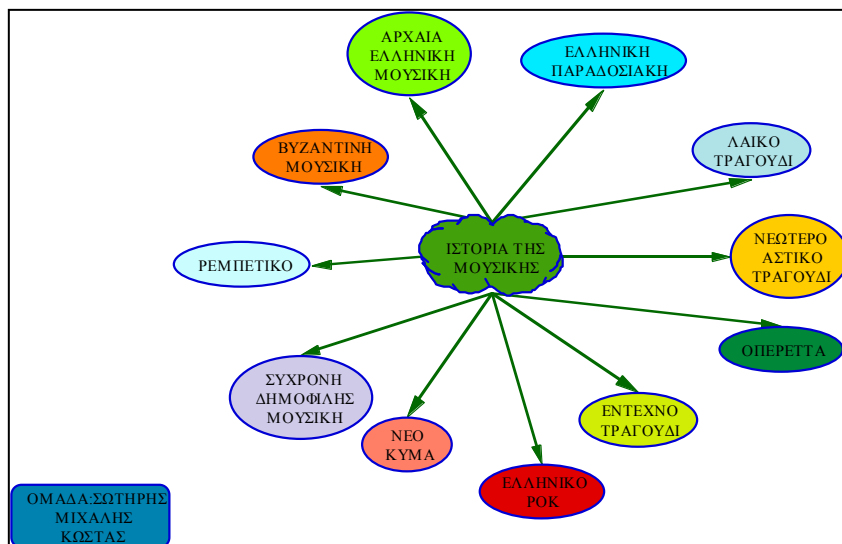 ΑΡΧΑΙΑ
ΕΛΛΗΝΙΚΗ
ΜΟΥΣΙΚΗ
ΕΛΛΗΝΙΚΗ
ΠΑΡΑΔΟΣΙΑΚΗ
ΒΥΖΑΝΤΙΝΗ
ΜΟΥΣΙΚΗ
ΛΑΙΚΟ
ΤΡΑΓΟΥΔΙ
ΙΣΤΟΡΙΑ ΤΗΣ
ΜΟΥΣΙΚΗΣ
ΝΕΩΤΕΡΟ
ΑΣΤΙΚΟ
ΤΡΑΓΟΥΔΙ
ΡΕΜΠΕΤΙΚΟ
ΟΠΕΡΕΤΤΑ
ΣΥΧΡΟΝΗ
ΔΗΜΟΦΙΛΗΣ
ΜΟΥΣΙΚΗ
ΝΕΟ
ΚΥΜΑ
ΕΝΤΕΧΝΟ
ΤΡΑΓΟΥΔΙ
ΕΛΛΗΝΙΚΟ
ΡΟΚ
ΟΜΑΔΑ:ΣΩΤΗΡΗΣ
ΜΙΧΑΛΗΣ
ΚΩΣΤΑΣ